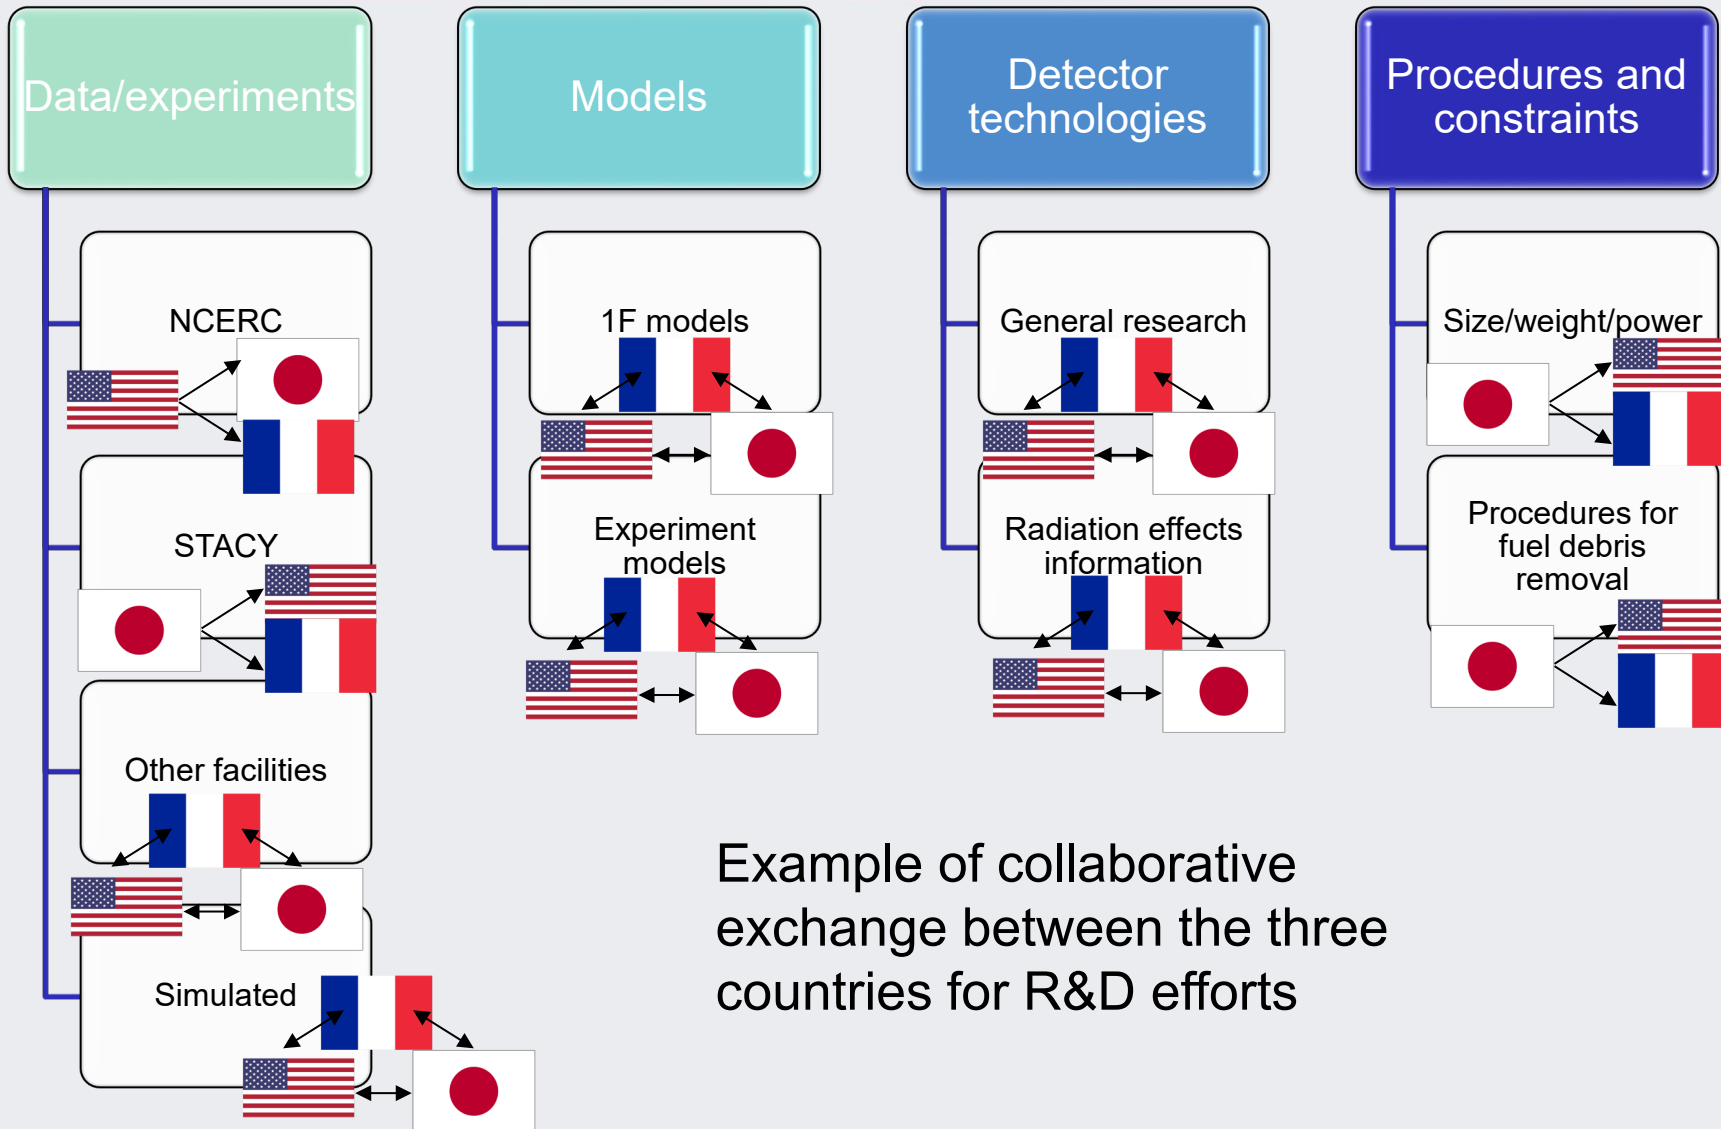 Data/experiments
NCERC
STACY
Other facilities
Simulated
Models
1F models
Experiment
models
Detector
technologies
General research
Radiation effects
information
Procedures and
constraints
Size/weight/power
Procedures for
fuel debris
removal
Example of collaborative
exchange between the three
countries for R&D efforts